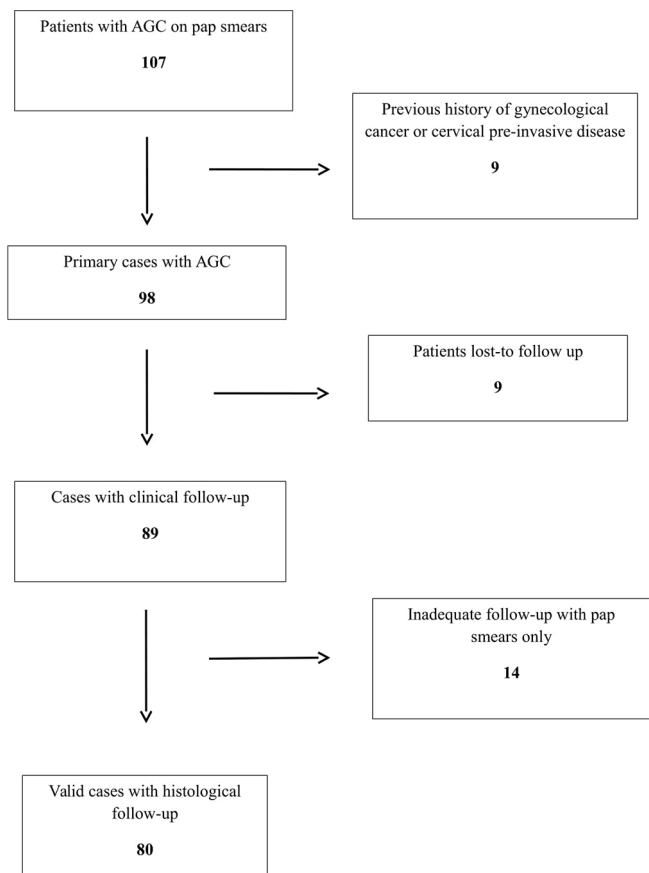 Patients with AGC on pap smears
107
Previous history of gynecological
cancer or cervical pre-invasive disease
9
Primary cases with AGC
98
Patients lost-to follow up
9
Cases with clinical follow-up
89
Inadequate follow-up with pap
smears only
14
Valid cases with histological
follow-up
80